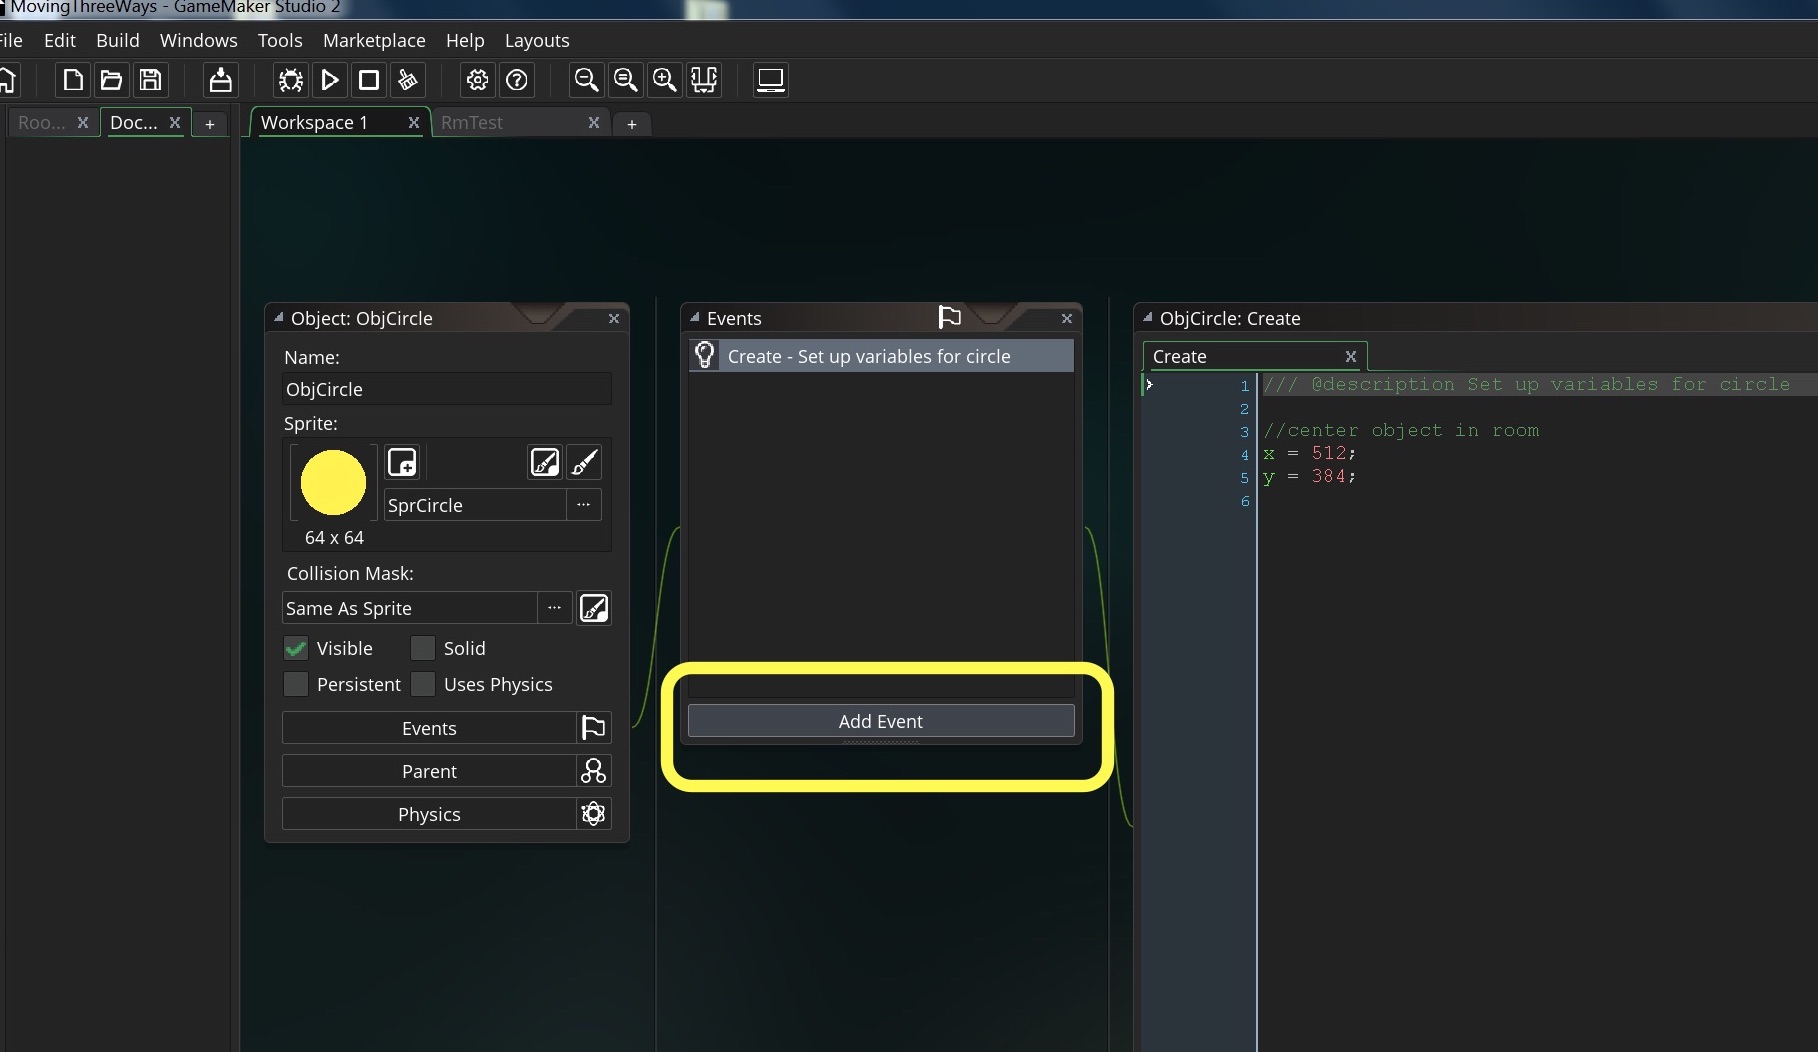 MovingThreeWays - GameMaker Studio 2
File Edit Build Windows Tools Marketplace Help Layouts
Roo... X Doc... X + Workspace 1 X RmTest X +
Object: ObjCircle
Name:
ObjCircle
Sprite:
SprCircle ...
64 x 64
Collision Mask:
Same As Sprite ...
Visible Solid
Persistent Uses Physics
Events
Parent
Physics
Events
Create - Set up variables for circle
Add Event
ObjCircle: Create
Create X
1 /// @description Set up variables for circle
2
3 //center object in room
4 x = 512;
5 y = 384;
6